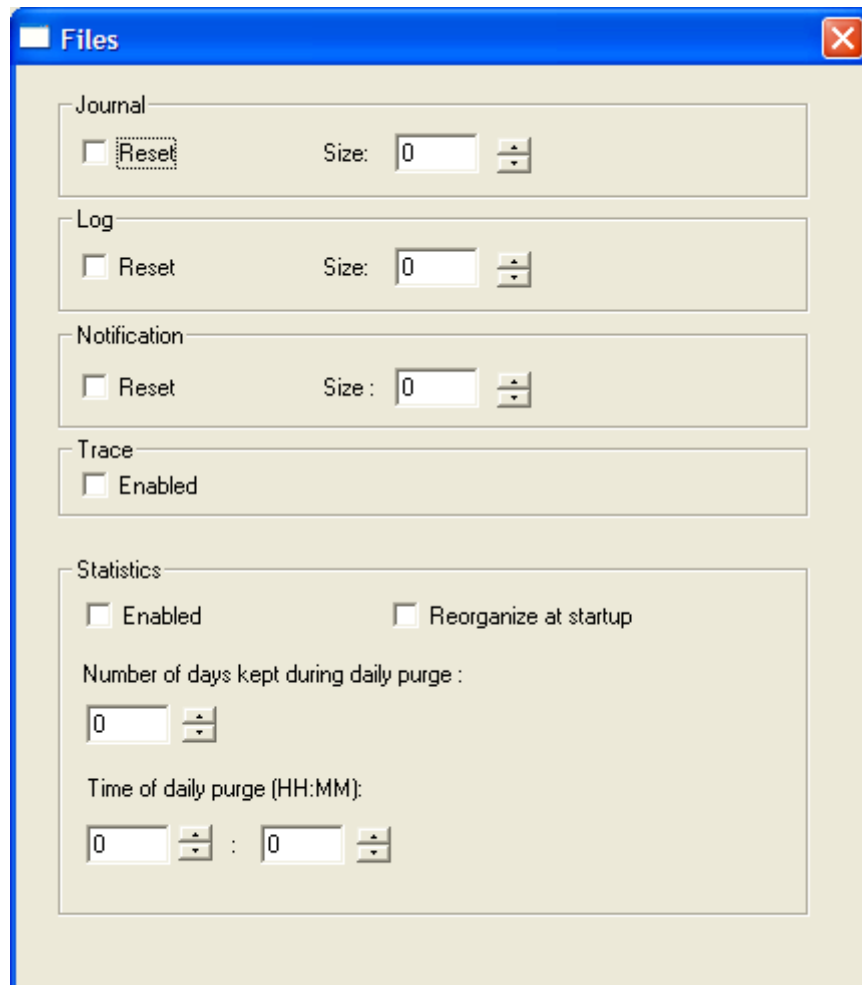 Files
Journal
Reset Size: 0
Log
Reset Size: 0
Notification
Reset Size : 0
Trace
Enabled
Statistics
Enabled Reorganize at startup
Number of days kept during daily purge :
0
Time of daily purge (HH:MM):
0 : 0